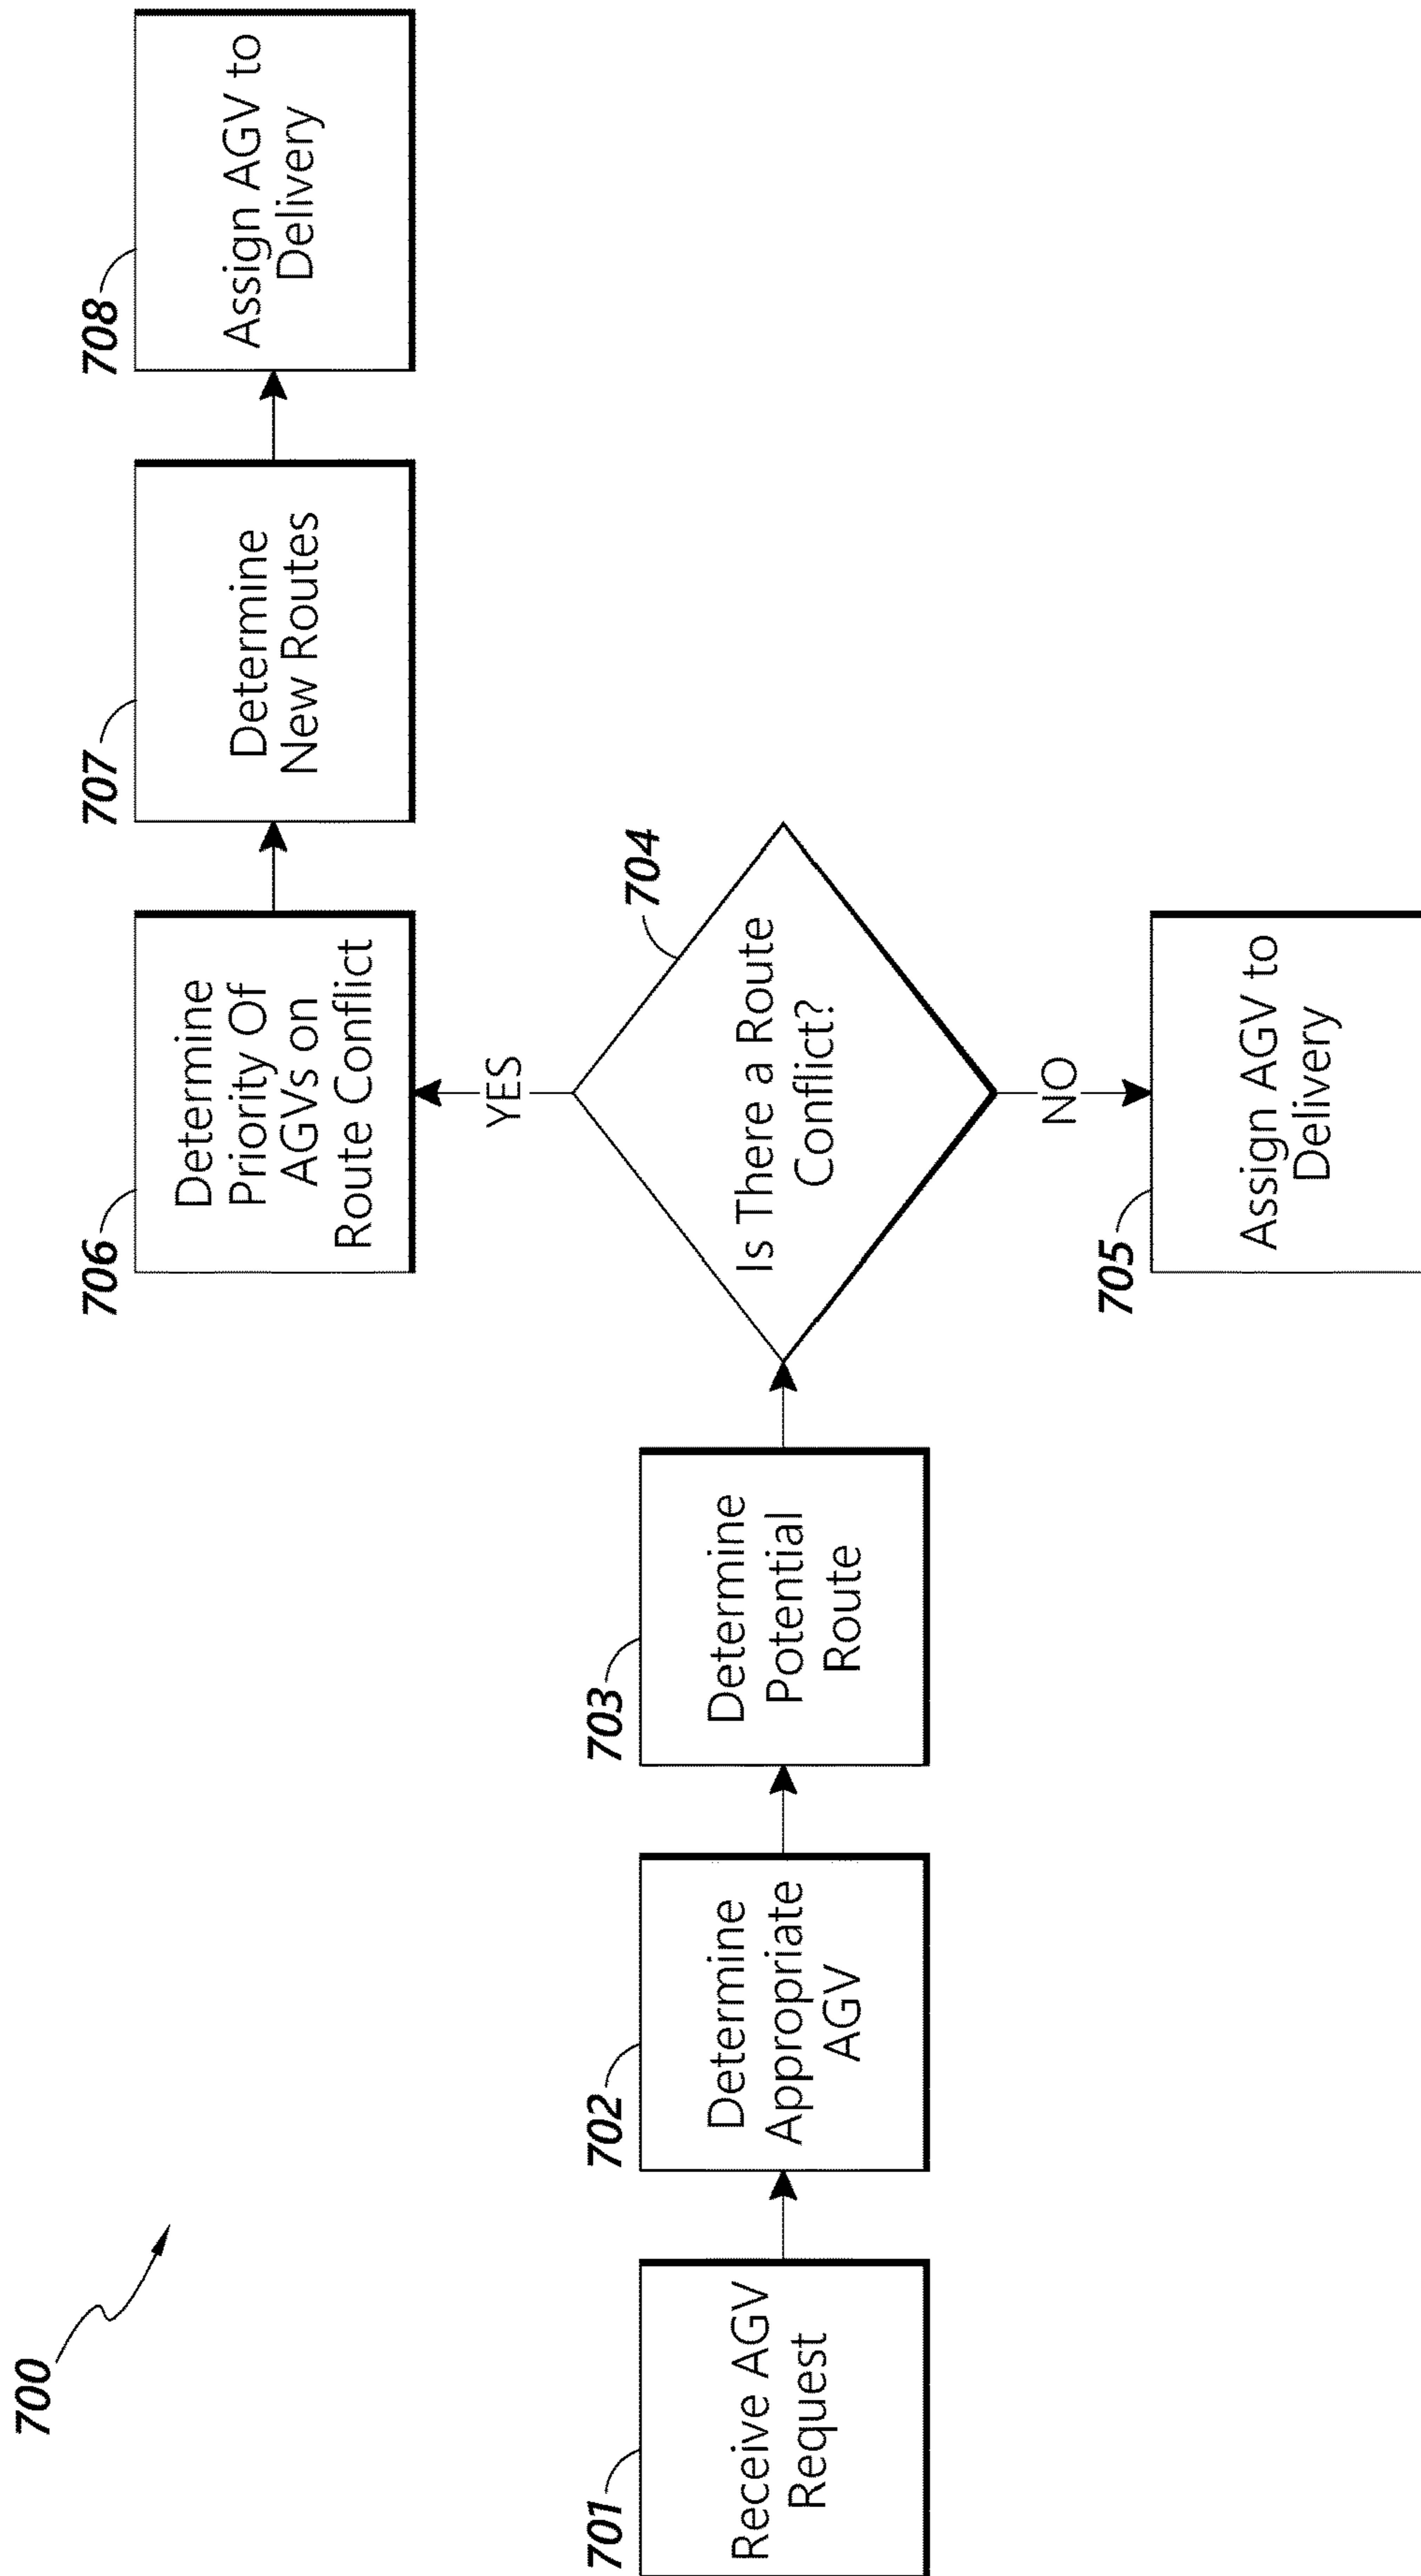 700
701
Receive AGV
Request
702
Determine
Appropriate
AGV
703
Determine
Potential
Route
704
Is There a Route
Conflict?
YES
NO
705
Assign AGV to
Delivery
706
Determine
Priority Of
AGVs on
Route Conflict
707
Determine
New Routes
708
Assign AGV to
Delivery